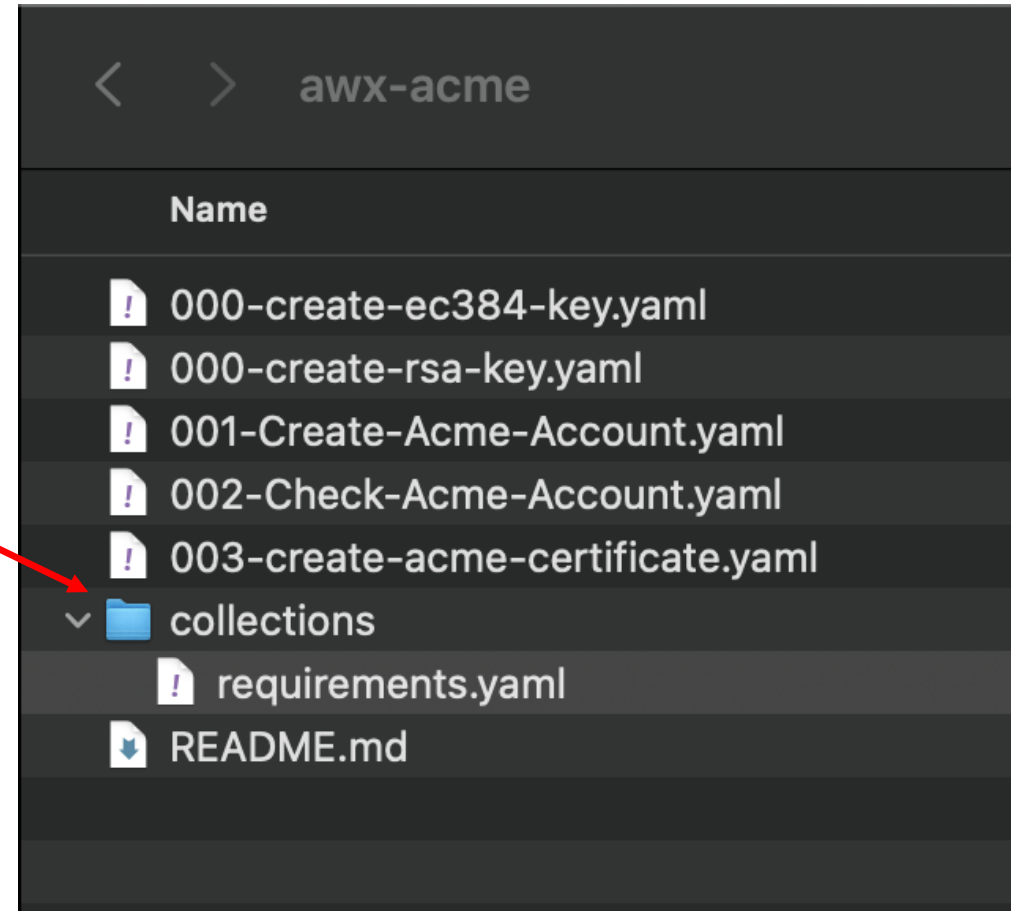 awx-acme
Name
000-create-ec384-key.yaml
000-create-rsa-key.yaml
001-Create-Acme-Account.yaml
002-Check-Acme-Account.yaml
003-create-acme-certificate.yaml
collections
requirements.yaml
README.md